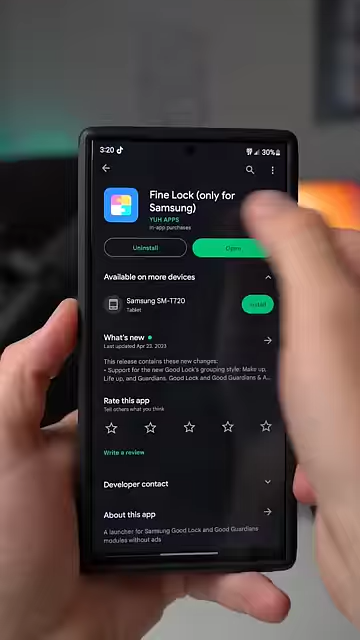 3:20
30%
Fine Lock (only for
Samsung)
YUH APPS
In-app purchases
Uninstall
Open
Available on more devices
Samsung SM-T720
Tablet
Install
What's new
Last updated Apr 23, 2023
This release contains these new changes:
• Support for the new Good Lock's grouping style: Make up,
Life up, and Guardians. Good Lock and Good Guardians & A...
Rate this app
Tell others what you think
Write a review
Developer contact
About this app
A launcher for Samsung Good Lock and Good Guardians
modules without ads